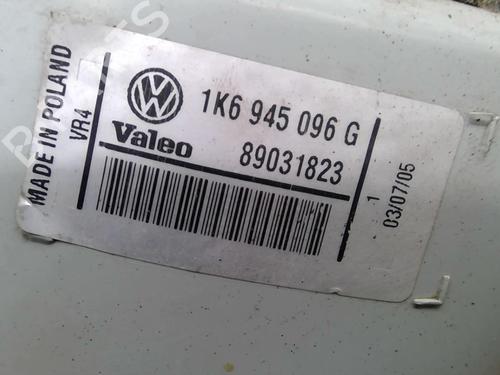 MADE IN POLAND
VR4
VW
1K6 945 096 G
Valeo
89031823
1
03/07/05